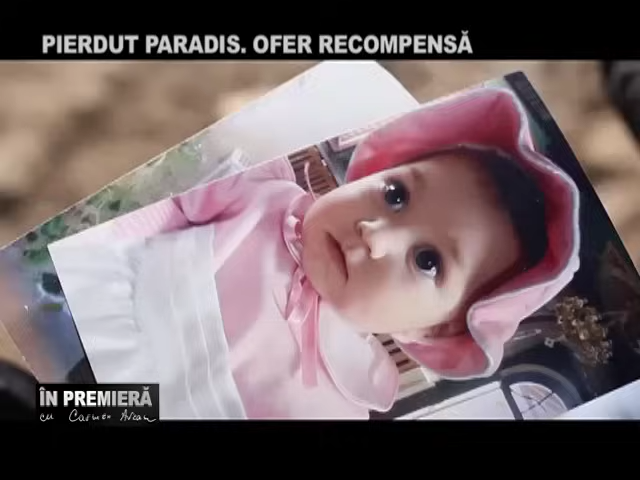 PIERDUT PARADIS. OFER RECOMPENSĂ
ÎN PREMIERĂ
cu Carmen Avram